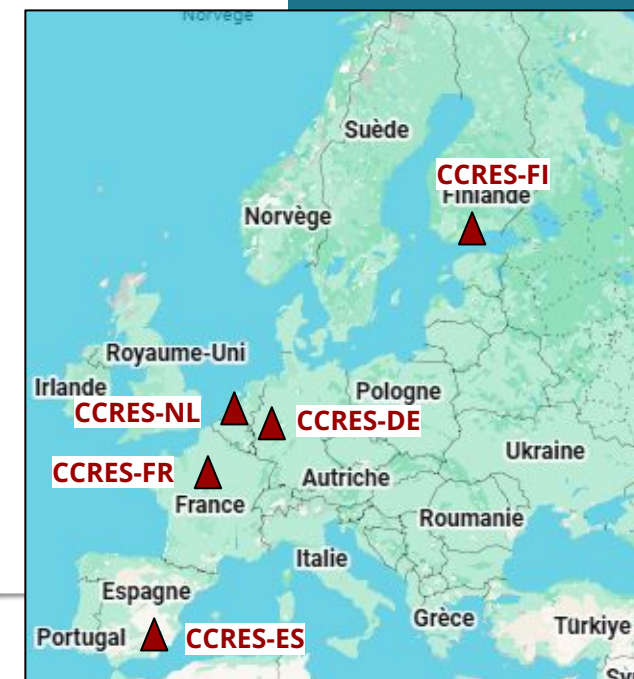 Norvège
Suède
CCRES-FI
Finlande
Norvège
Royaume-Uni
Irlande
Pologne
CCRES-NL
CCRES-DE
Ukraine
CCRES-FR
Autriche
France
Roumanie
Italie
Espagne
Grèce
Türkiye
Portugal
CCRES-ES